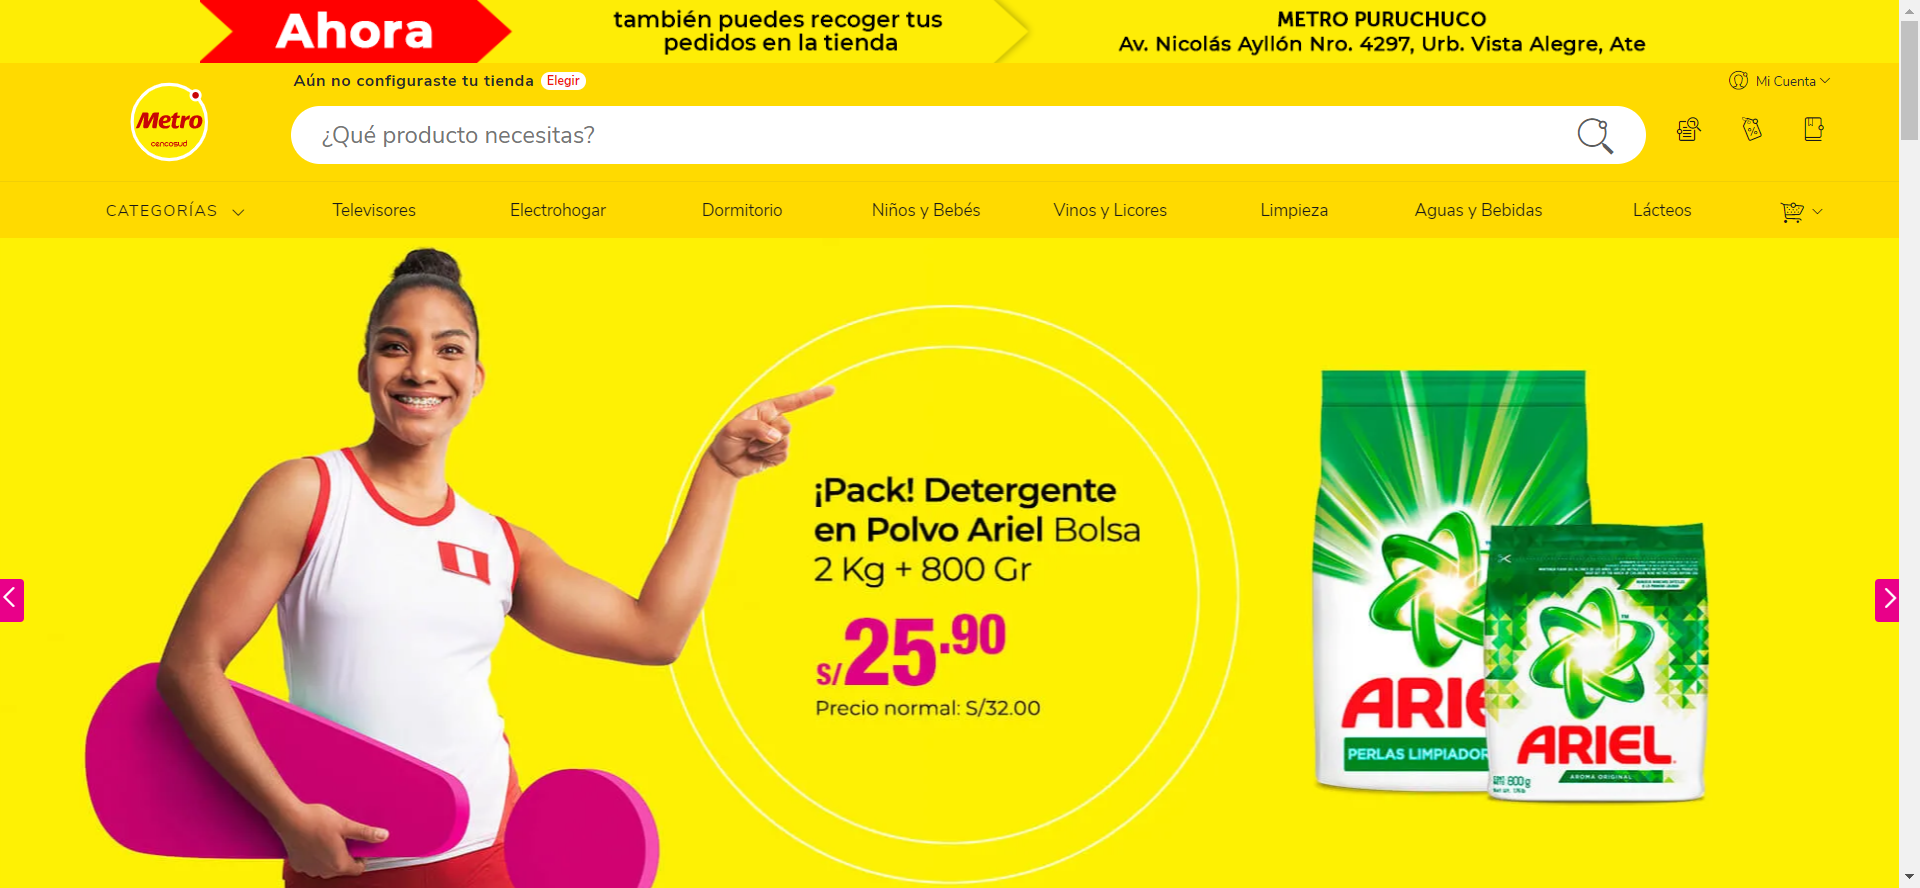 Ahora
también puedes recoger tus
pedidos en la tienda
METRO PURUCHUCO
Av. Nicolás Ayllón Nro. 4297, Urb. Vista Alegre, Ate
Aún no configuraste tu tienda Elegir
Mi Cuenta
Metro
cencosud
¿Qué producto necesitas?
CATEGORÍAS
Televisores
Electrohogar
Dormitorio
Niños y Bebés
Vinos y Licores
Limpieza
Aguas y Bebidas
Lácteos
¡Pack! Detergente
en Polvo Ariel Bolsa
2 Kg + 800 Gr
S/25.90
Precio normal: S/32.00
ARIE
PERLAS LIMPIADOR
ARIEL
AROMA ORIGINAL
800g